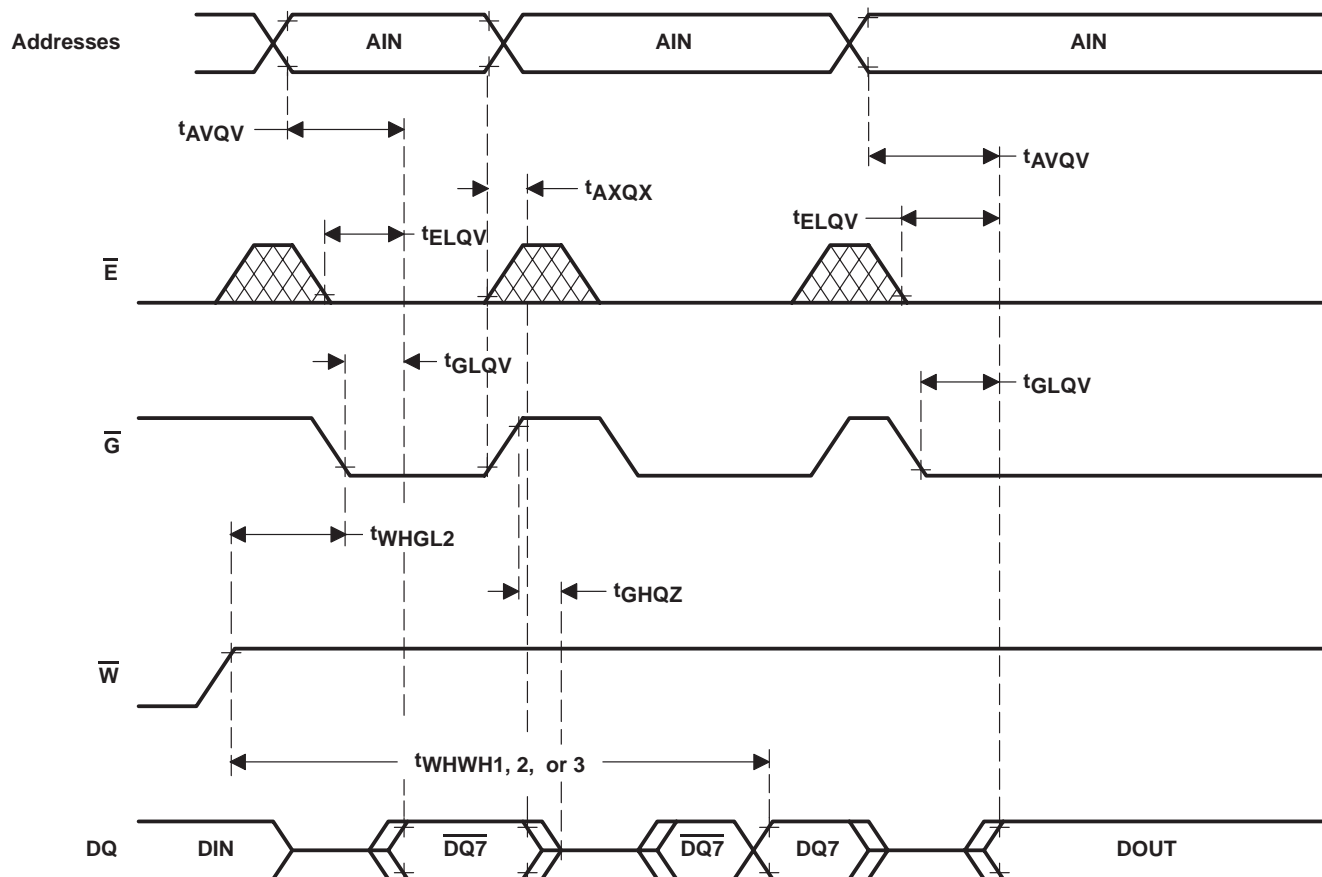 Addresses AIN AIN AIN
tAVQV
tAVQV
tAXQX
tELQV
tELQV
E
tGLQV
tGLQV
G
tWHGL2
tGHQZ
W
tWHWH1, 2, or 3
DQ DIN DQ7 DQ7 DQ7 DOUT